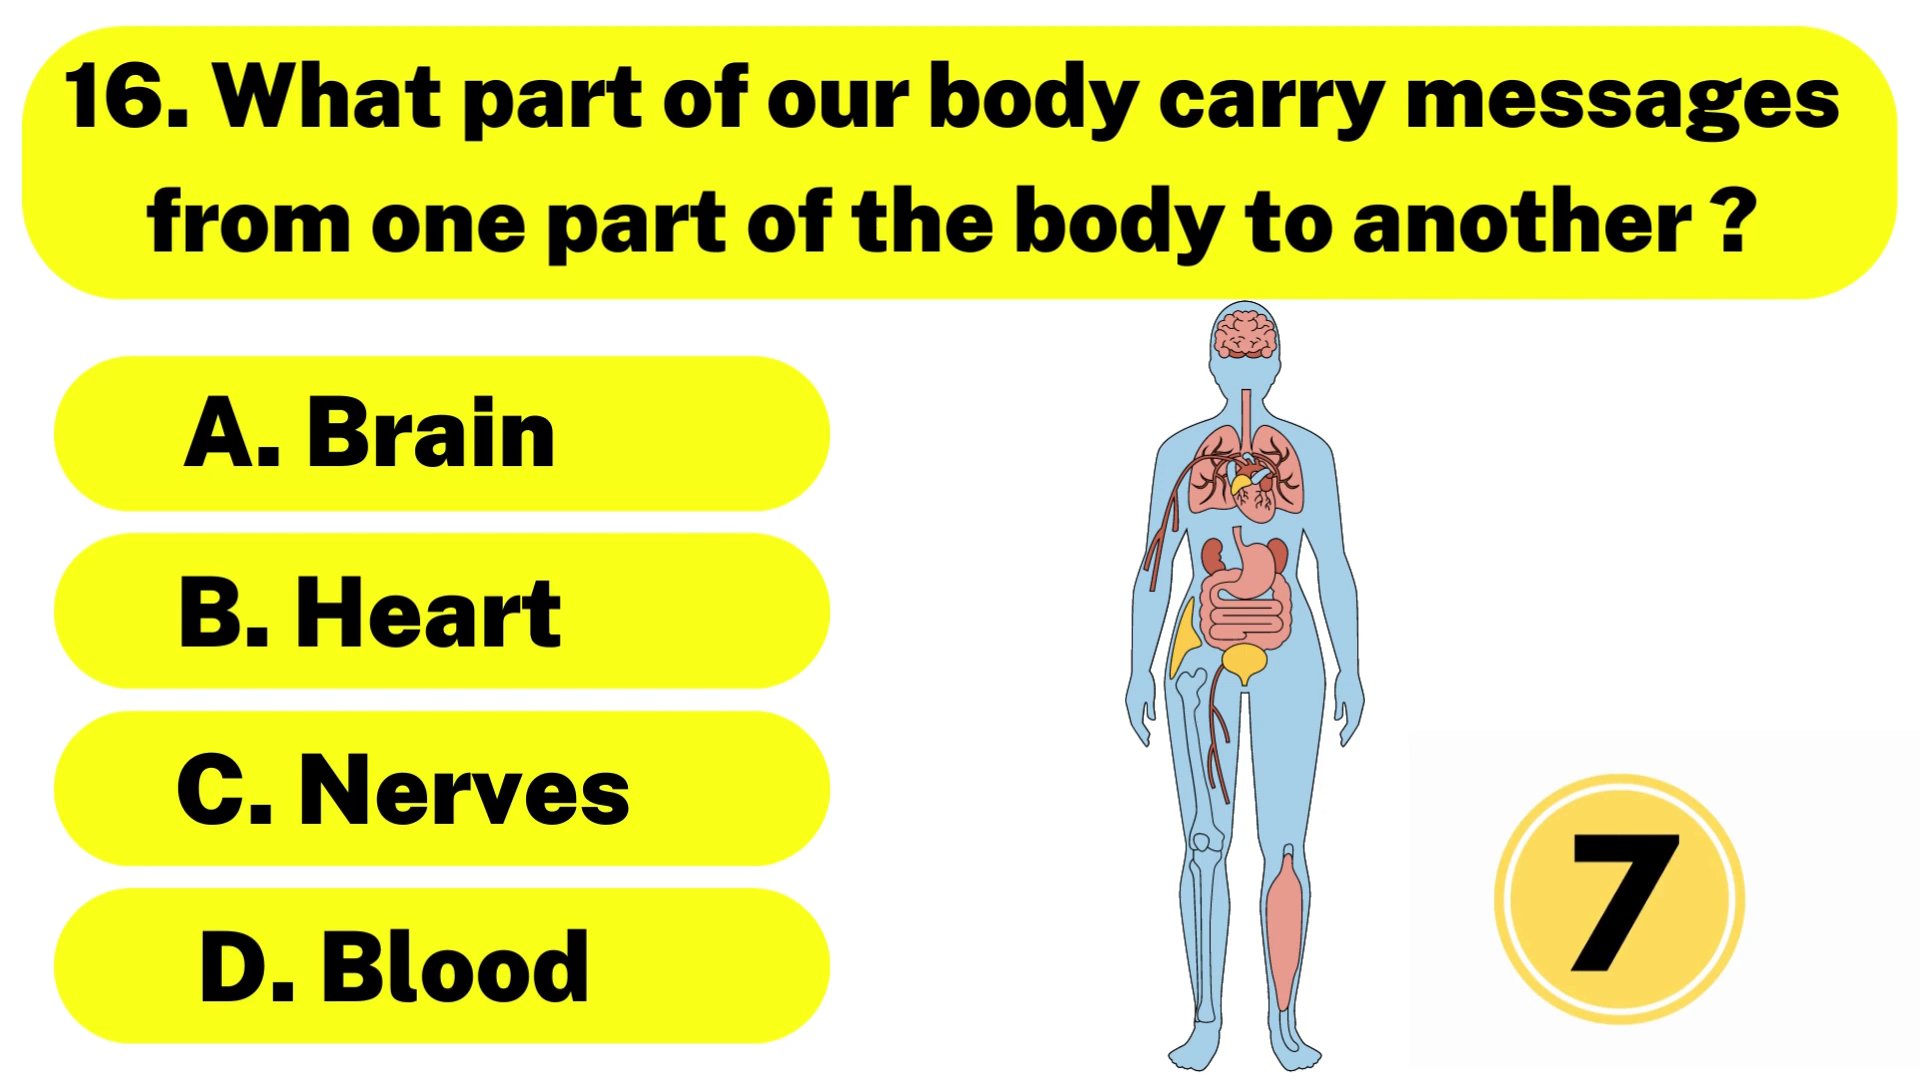 16. What part of our body carry messages
from one part of the body to another ?
A. Brain
B. Heart
C. Nerves
D. Blood
7